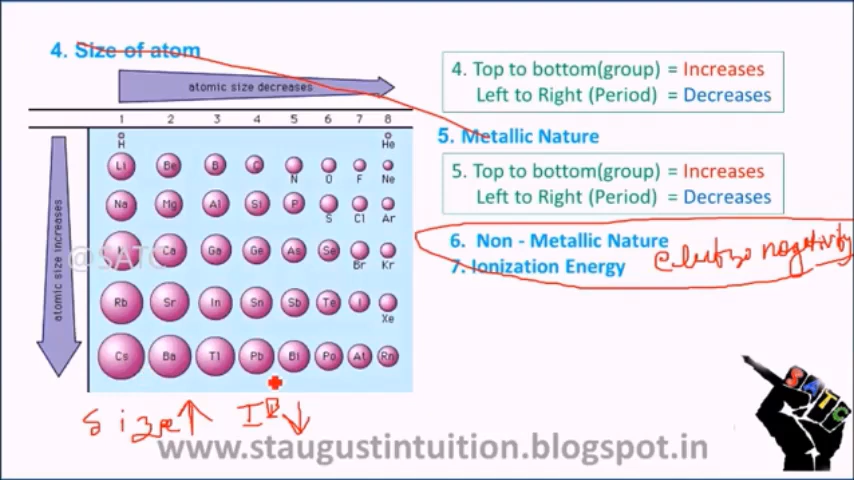 4. Size of atom
atomic size decreases
1 2 3 4 5 6 7 8
H He
Li Be B C N O F Ne
Na Mg Al Si P S Cl Ar
K Ca Ga Ge As Se Br Kr
Rb Sr In Sn Sb Te I Xe
Cs Ba Tl Pb Bi Po At Rn
atomic size increases
@SATC
size↑ IE↓
4. Top to bottom(group) = Increases
Left to Right (Period) = Decreases
5. Metallic Nature
5. Top to bottom(group) = Increases
Left to Right (Period) = Decreases
6. Non - Metallic Nature
7. Ionization Energy
electro negativity
SATC
www.staugustintuition.blogspot.in